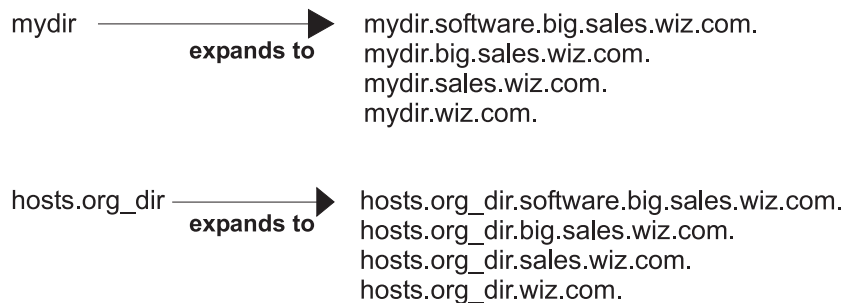 mydir expands to mydir.software.big.sales.wiz.com.
mydir.big.sales.wiz.com.
mydir.sales.wiz.com.
mydir.wiz.com.
hosts.org_dir expands to hosts.org_dir.software.big.sales.wiz.com.
hosts.org_dir.big.sales.wiz.com.
hosts.org_dir.sales.wiz.com.
hosts.org_dir.wiz.com.